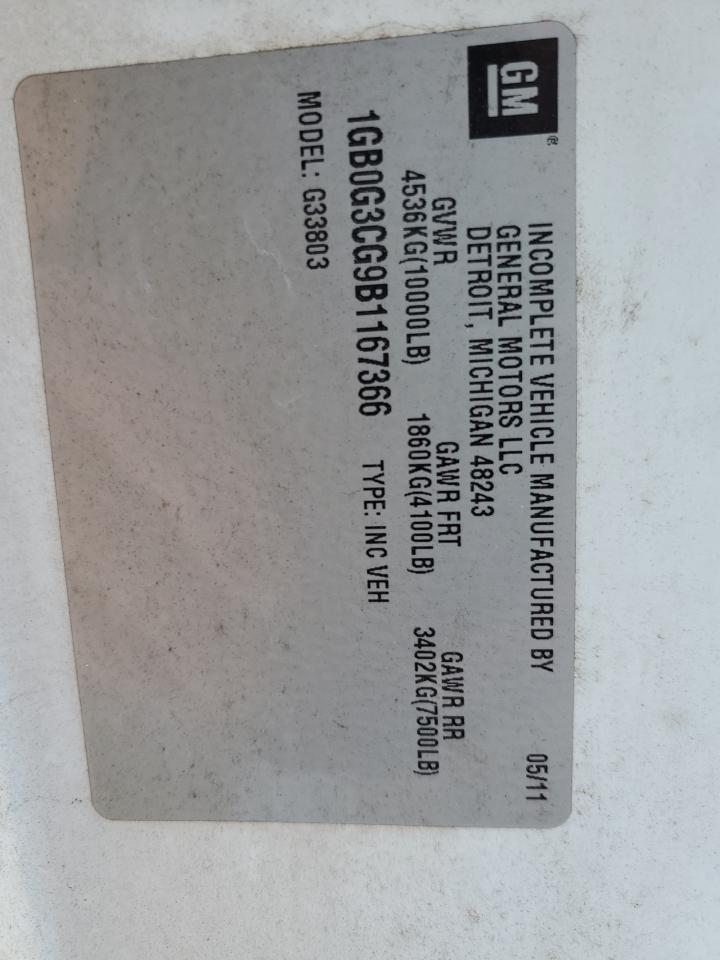 GM®
INCOMPLETE VEHICLE MANUFACTURED BY 05/11
GENERAL MOTORS LLC
DETROIT, MICHIGAN 48243
GVWR GAWR FRT GAWR RR
4536KG(10000LB) 1860KG(4100LB) 3402KG(7500LB)
1GB0G3CG9B1167366 TYPE: INC VEH
MODEL: G33803